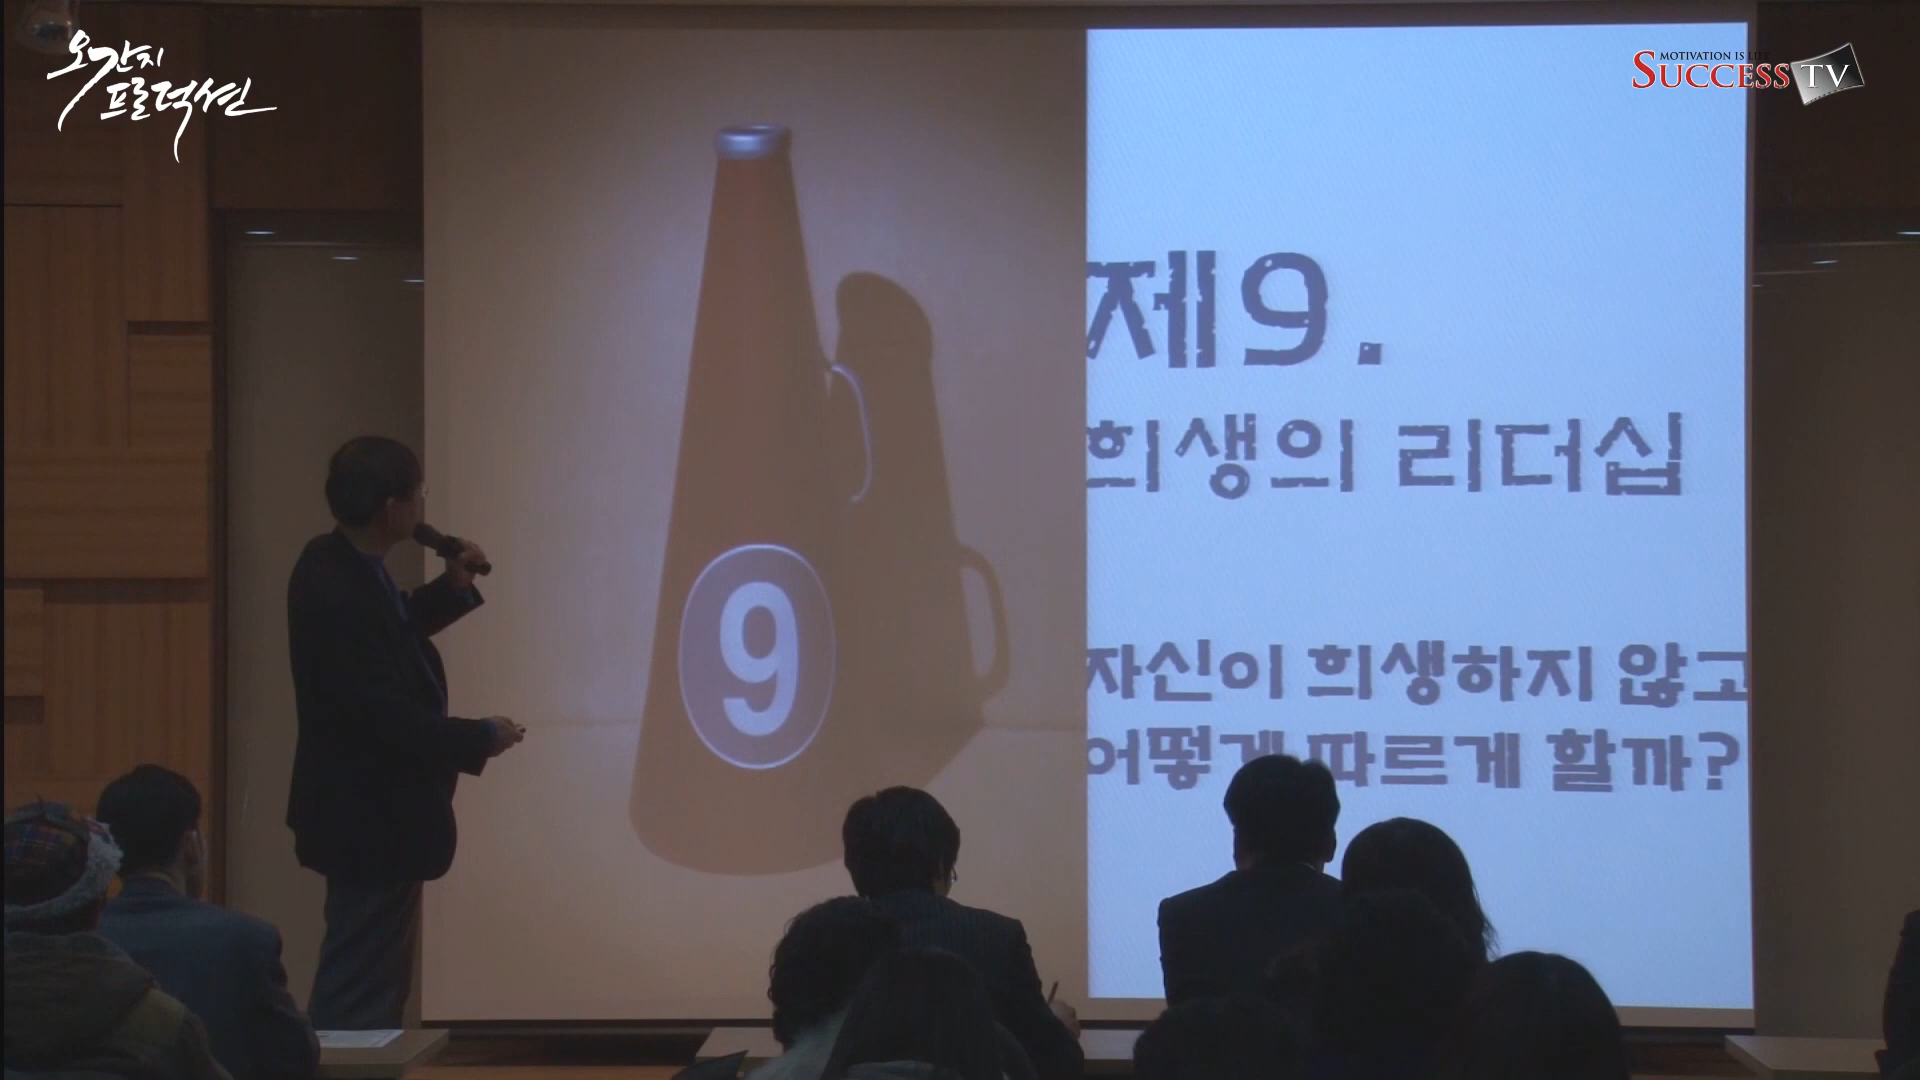 오간지
프로덕션
MOTIVATION IS LIFE
SUCCESS TV
제9.
희생의 리더십
자신이 희생하지 않고
어떻게 따르게 할까?
9